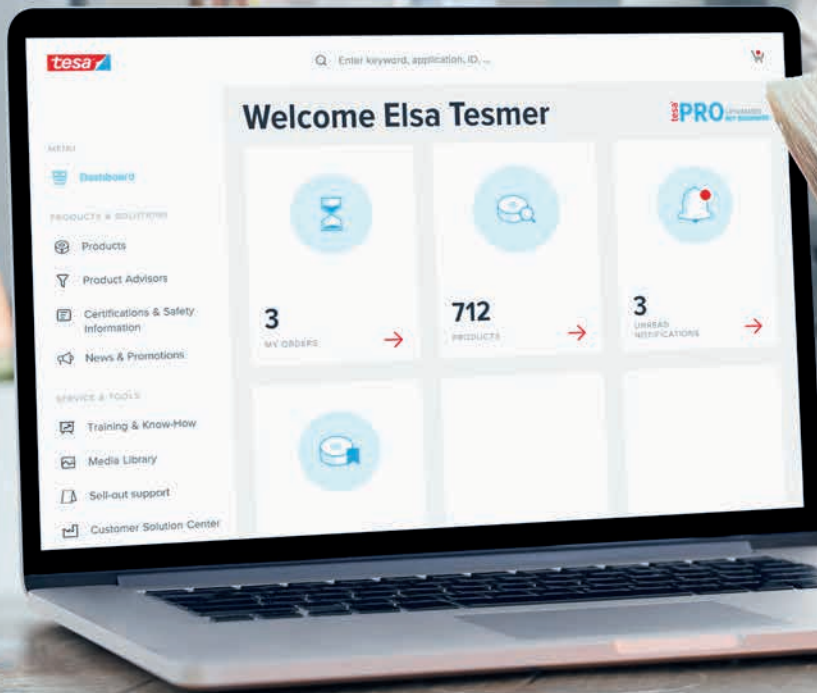 tesa
Enter keyword, application, ID, ...
Welcome Elsa Tesmer
tesa PRO
MENU
Dashboard
PRODUCTS & SOLUTIONS
Products
Product Advisors
Certifications & Safety
Information
News & Promotions
SERVICE & TOOLS
Training & Know-How
Media Library
Sell-out support
Customer Solution Center
3
MY ORDERS
712
PRODUCTS
3
UNREAD
NOTIFICATIONS